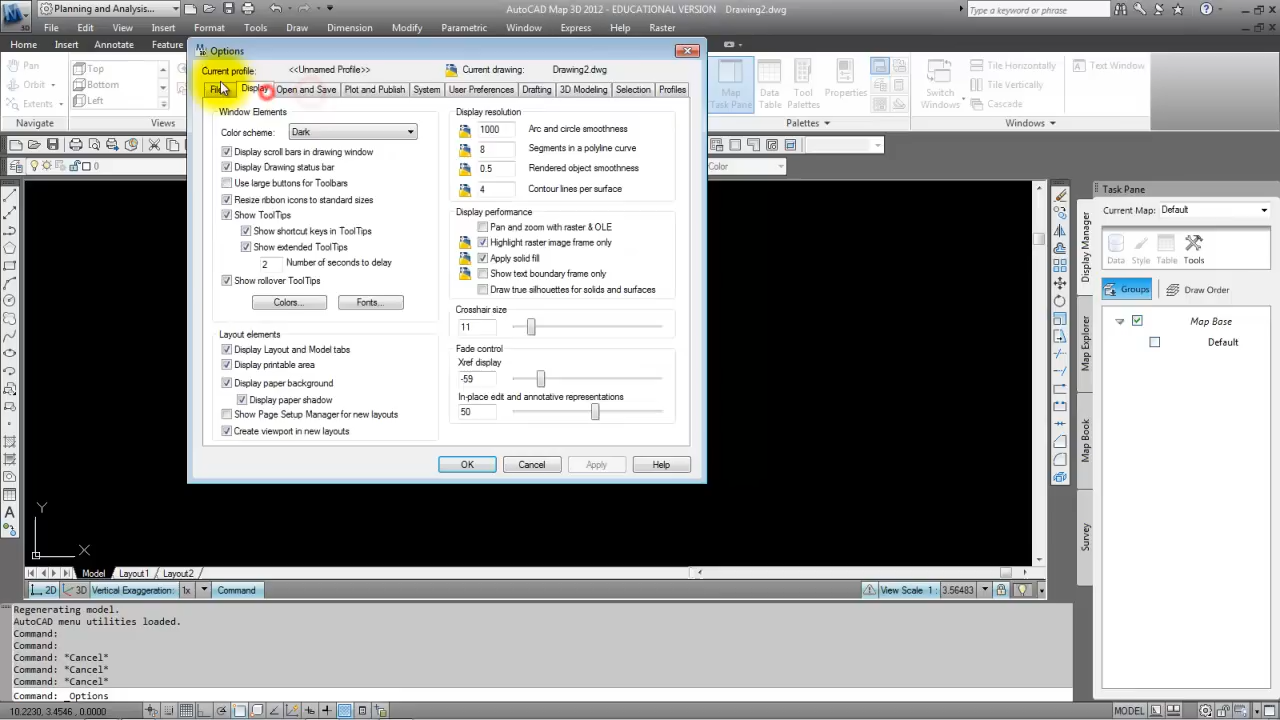 Planning and Analysis...
AutoCAD Map 3D 2012 - EDUCATIONAL VERSION Drawing2.dwg
Type a keyword or phrase
File Edit View Insert Format Tools Draw Dimension Modify Parametric Window Express Help Raster
Home Insert Annotate Feature
Pan
Orbit
Extents
Navigate
Top
Bottom
Left
Views
Map Task Pane
Data Table
Tool Palettes
Properties
Palettes
Switch Windows
Tile Horizontally
Tile Vertically
Cascade
Text Window
Windows
0
Color
Options
Current profile: <<Unnamed Profile>> Current drawing: Drawing2.dwg
Display Open and Save Plot and Publish System User Preferences Drafting 3D Modeling Selection Profiles
Window Elements
Color scheme: Dark
Display scroll bars in drawing window
Display Drawing status bar
Use large buttons for Toolbars
Resize ribbon icons to standard sizes
Show ToolTips
Show shortcut keys in ToolTips
Show extended ToolTips
2 Number of seconds to delay
Show rollover ToolTips
Colors... Fonts...
Layout elements
Display Layout and Model tabs
Display printable area
Display paper background
Display paper shadow
Show Page Setup Manager for new layouts
Create viewport in new layouts
Display resolution
1000 Arc and circle smoothness
8 Segments in a polyline curve
0.5 Rendered object smoothness
4 Contour lines per surface
Display performance
Pan and zoom with raster & OLE
Highlight raster image frame only
Apply solid fill
Show text boundary frame only
Draw true silhouettes for solids and surfaces
Crosshair size
11
Fade control
Xref display
-59
In-place edit and annotative representations
50
OK Cancel Apply Help
Task Pane
Current Map: Default
Data Style Table Tools
Groups Draw Order
Map Base
Default
Display Manager
Map Explorer
Map Book
Survey
Y
X
Model Layout1 Layout2
2D 3D Vertical Exaggeration: 1x Command
View Scale 1 : 3.56483
Regenerating model.
AutoCAD menu utilities loaded.
Command:
Command:
Command: *Cancel*
Command: *Cancel*
Command: *Cancel*
Command: _Options
10.2230, 3.4546, 0.0000
MODEL